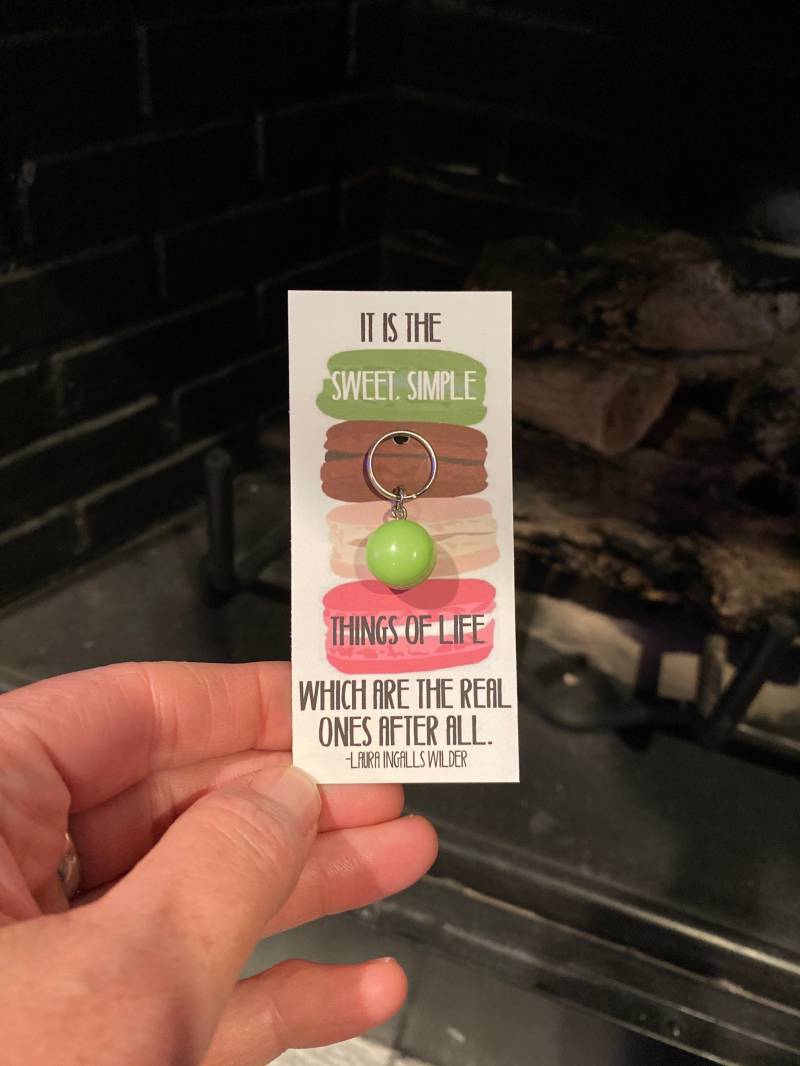 IT IS THE
SWEET, SIMPLE
THINGS OF LIFE
WHICH ARE THE REAL
ONES AFTER ALL.
-LAURA INGALLS WILDER